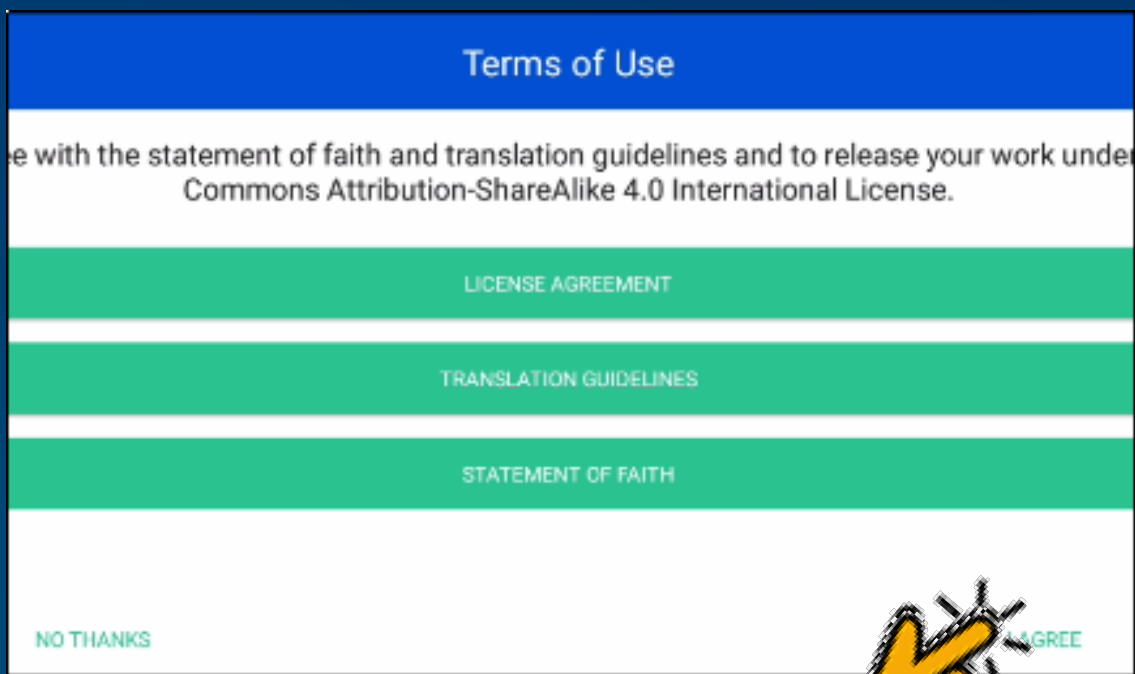 Terms of Use
with the statement of faith and translation guidelines and to release your work under
Commons Attribution-ShareAlike 4.0 International License.
LICENSE AGREEMENT
TRANSLATION GUIDELINES
STATEMENT OF FAITH
NO THANKS
AGREE